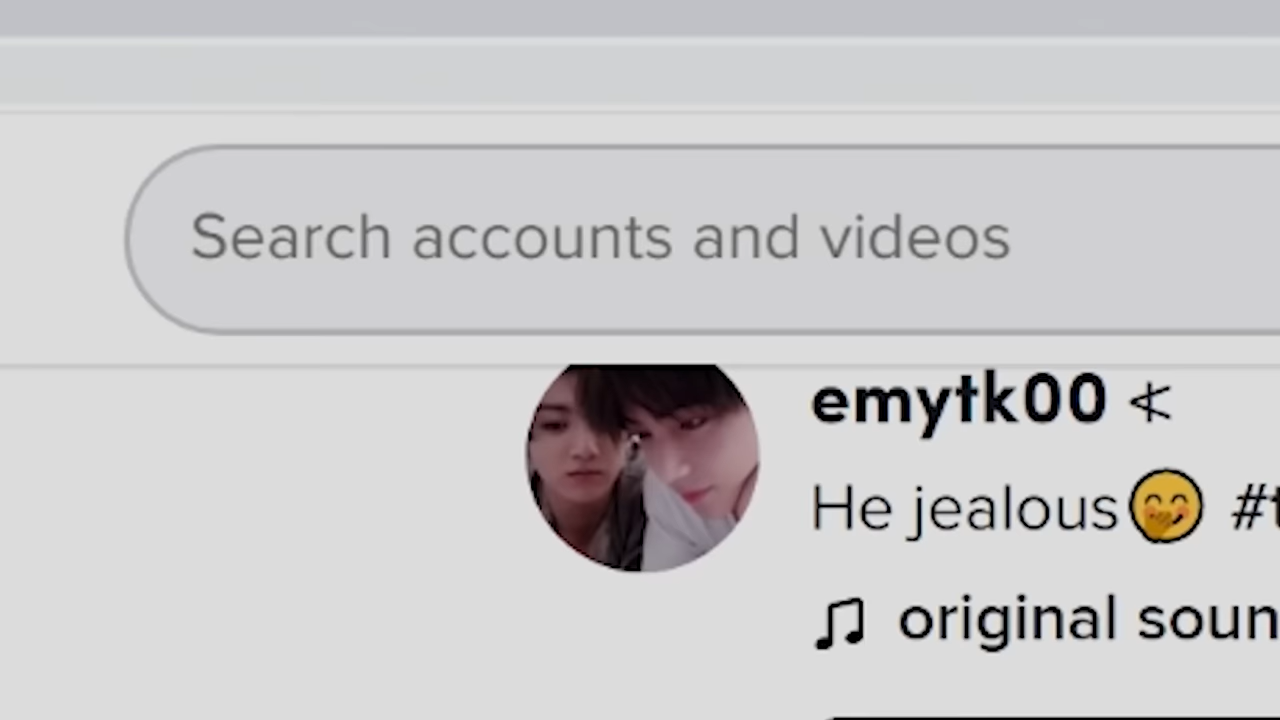 Search accounts and videos
emytk00 ∢
He jealous🤭 #t
♫ original soun